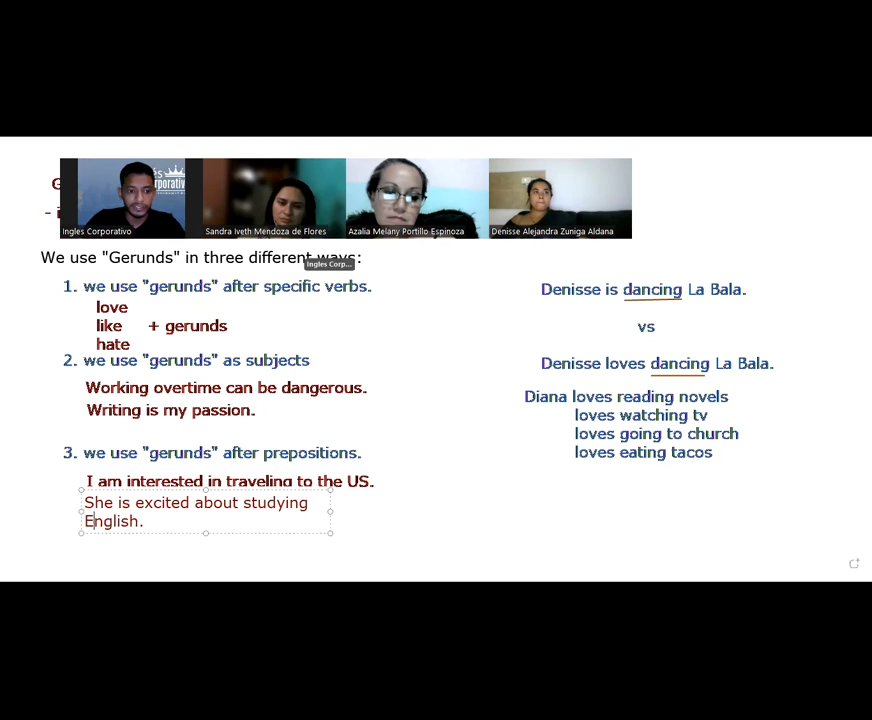 és
orporativo
Ingles Corporativo
Sandra Iveth Mendoza de Flores
Azalia Melany Portillo Espinoza
Denisse Alejandra Zuniga Aldana
We use "Gerunds" in three different ways:
Ingles Corp...
1. we use "gerunds" after specific verbs.
love
like + gerunds
hate
2. we use "gerunds" as subjects
Working overtime can be dangerous.
Writing is my passion.
3. we use "gerunds" after prepositions.
I am interested in traveling to the US.
She is excited about studying
English.
Denisse is dancing La Bala.
vs
Denisse loves dancing La Bala.
Diana loves reading novels
loves watching tv
loves going to church
loves eating tacos